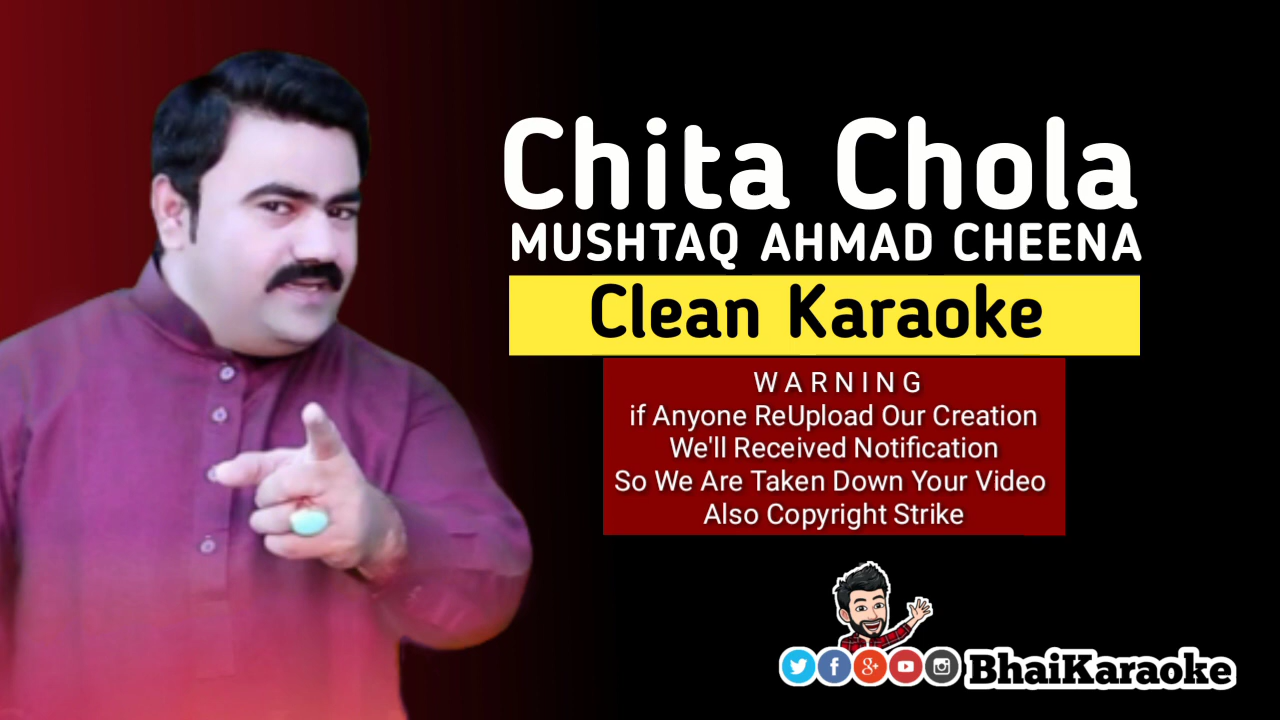 Chita Chola
MUSHTAQ AHMAD CHEENA
Clean Karaoke
WARNING
if Anyone ReUpload Our Creation
We'll Received Notification
So We Are Taken Down Your Video
Also Copyright Strike
BhaiKaraoke